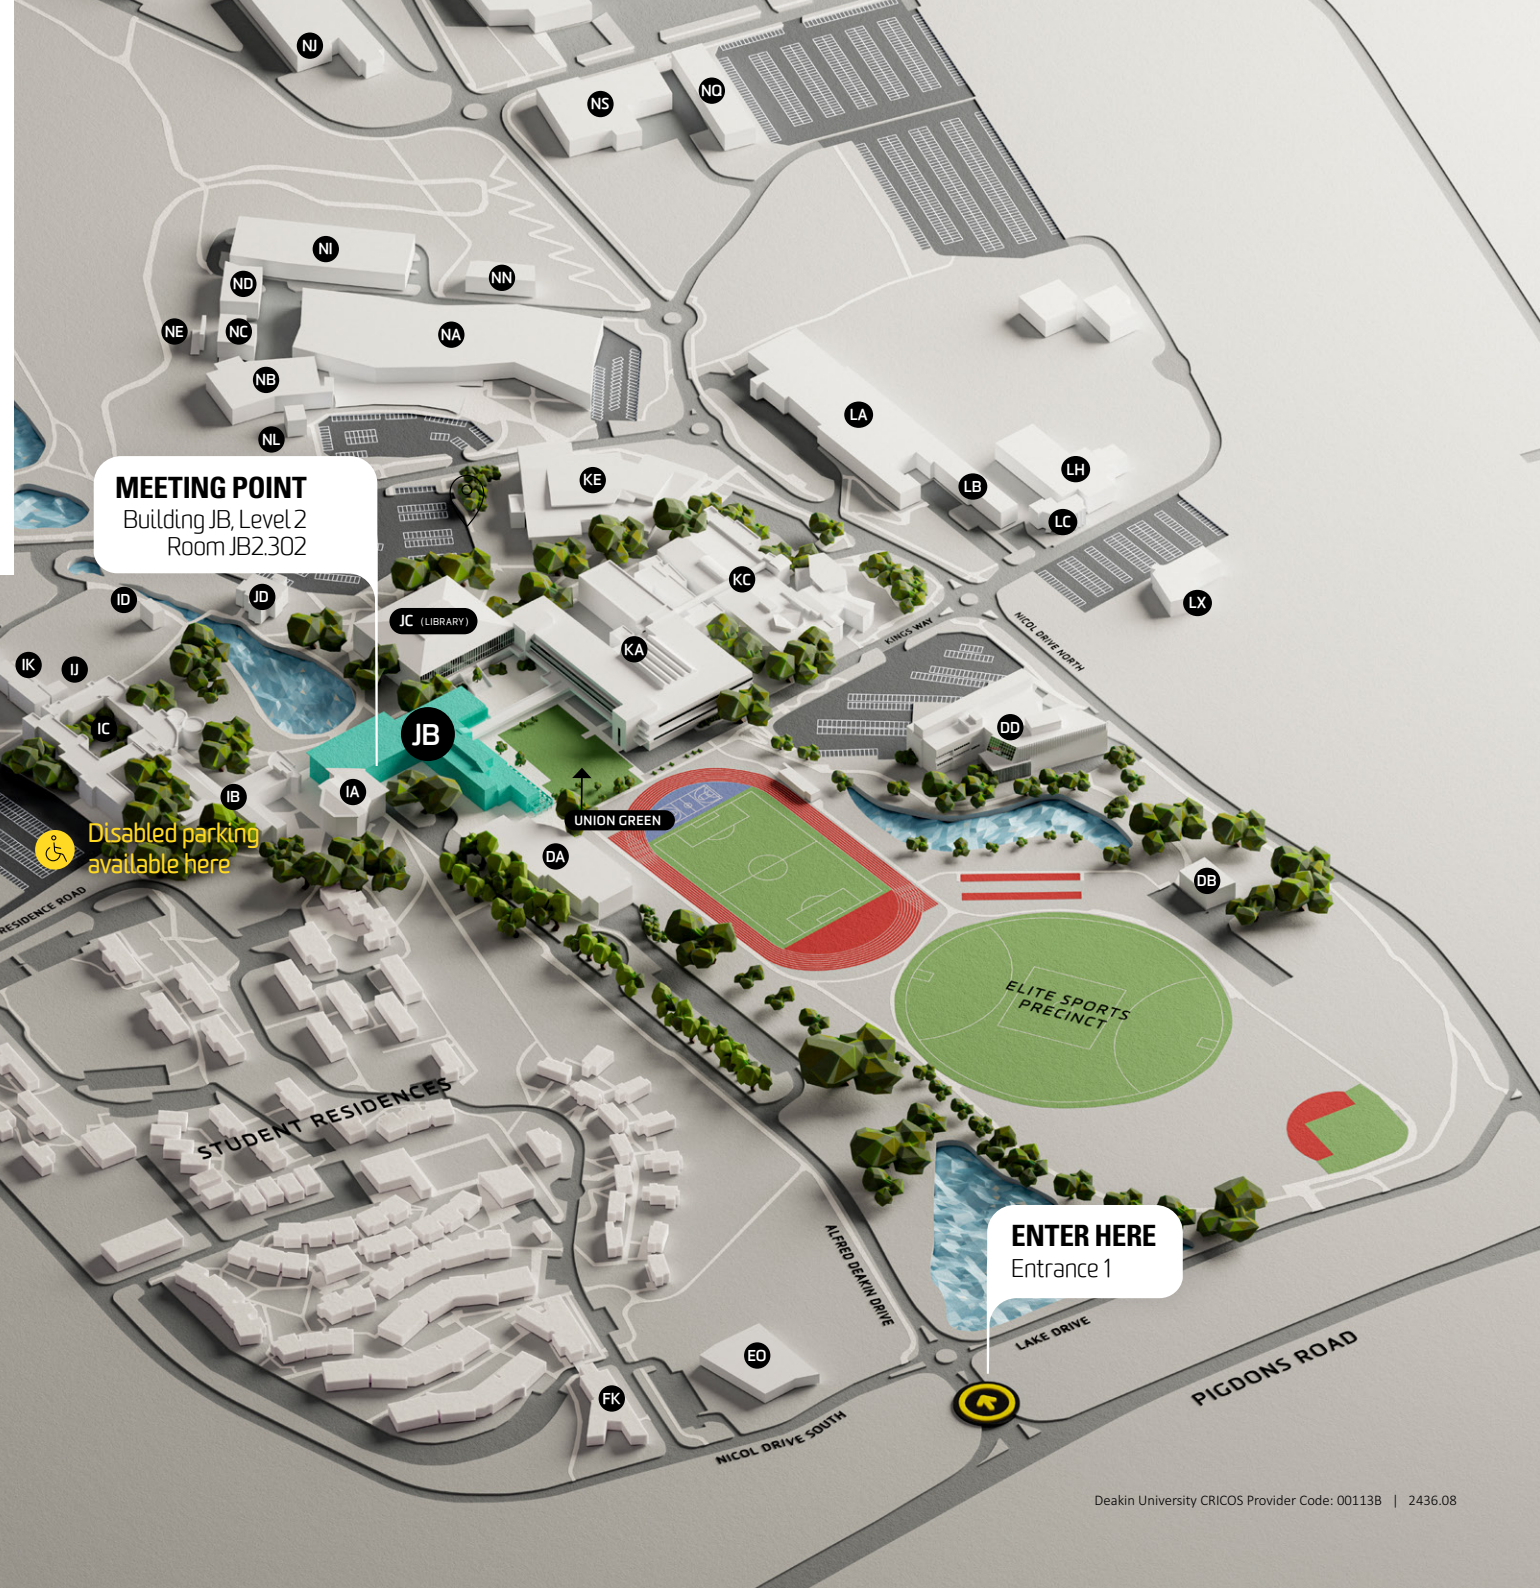 NJ
NS
NQ
NI
ND
NN
NE
NC
NA
NB
NL
LA
LH
LB
LC
LX
KE
MEETING POINT
Building JB, Level 2
Room JB2.302
KC
ID
JD
JC (LIBRARY)
KA
KINGS WAY
NICOL DRIVE NORTH
IK
IJ
IC
JB
DD
IB
IA
UNION GREEN
Disabled parking
available here
DA
DB
RESIDENCE ROAD
ELITE SPORTS
PRECINCT
STUDENT RESIDENCES
ALFRED DEAKIN DRIVE
ENTER HERE
Entrance 1
LAKE DRIVE
PIGDONS ROAD
EO
FK
NICOL DRIVE SOUTH
Deakin University CRICOS Provider Code: 00113B | 2436.08